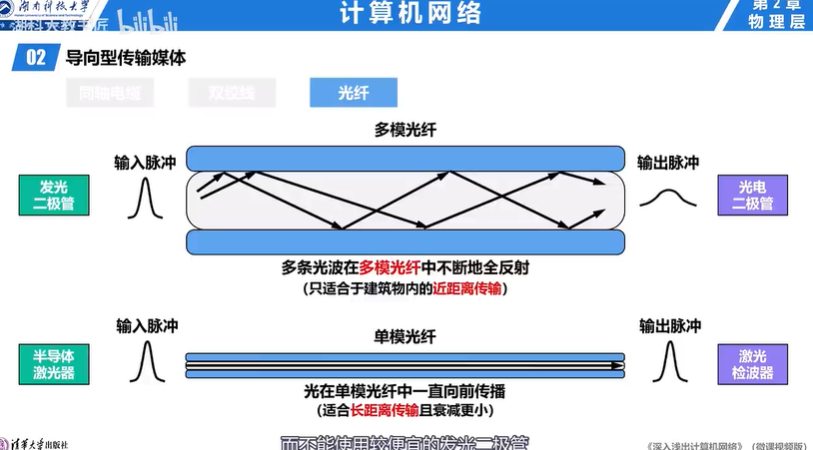 湖南科技大学
计算机网络
第2章
物理层
湖科大教书匠 bilibili
02 导向型传输媒体
同轴电缆 双绞线 光纤
多模光纤
发光
二极管
输入脉冲
输出脉冲
光电
二极管
多条光波在多模光纤中不断地全反射
(只适合于建筑物内的近距离传输)
单模光纤
半导体
激光器
输入脉冲
输出脉冲
激光
检波器
光在单模光纤中一直向前传播
(适合长距离传输且衰减更小)
而不能使用较便宜的发光二极管
清华大学出版社
《深入浅出计算机网络》(微课视频版)